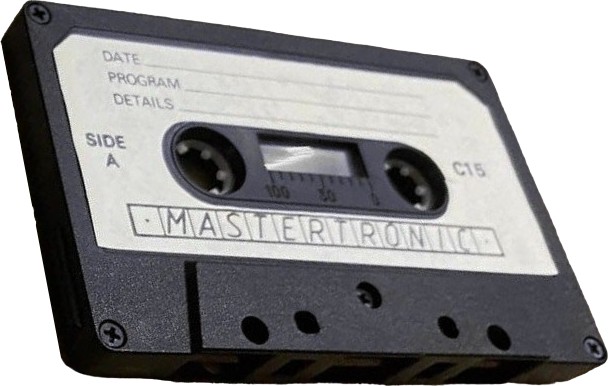 DATE
PROGRAM
DETAILS
SIDE A
C15
100 50 0
·MASTERTRONIC·